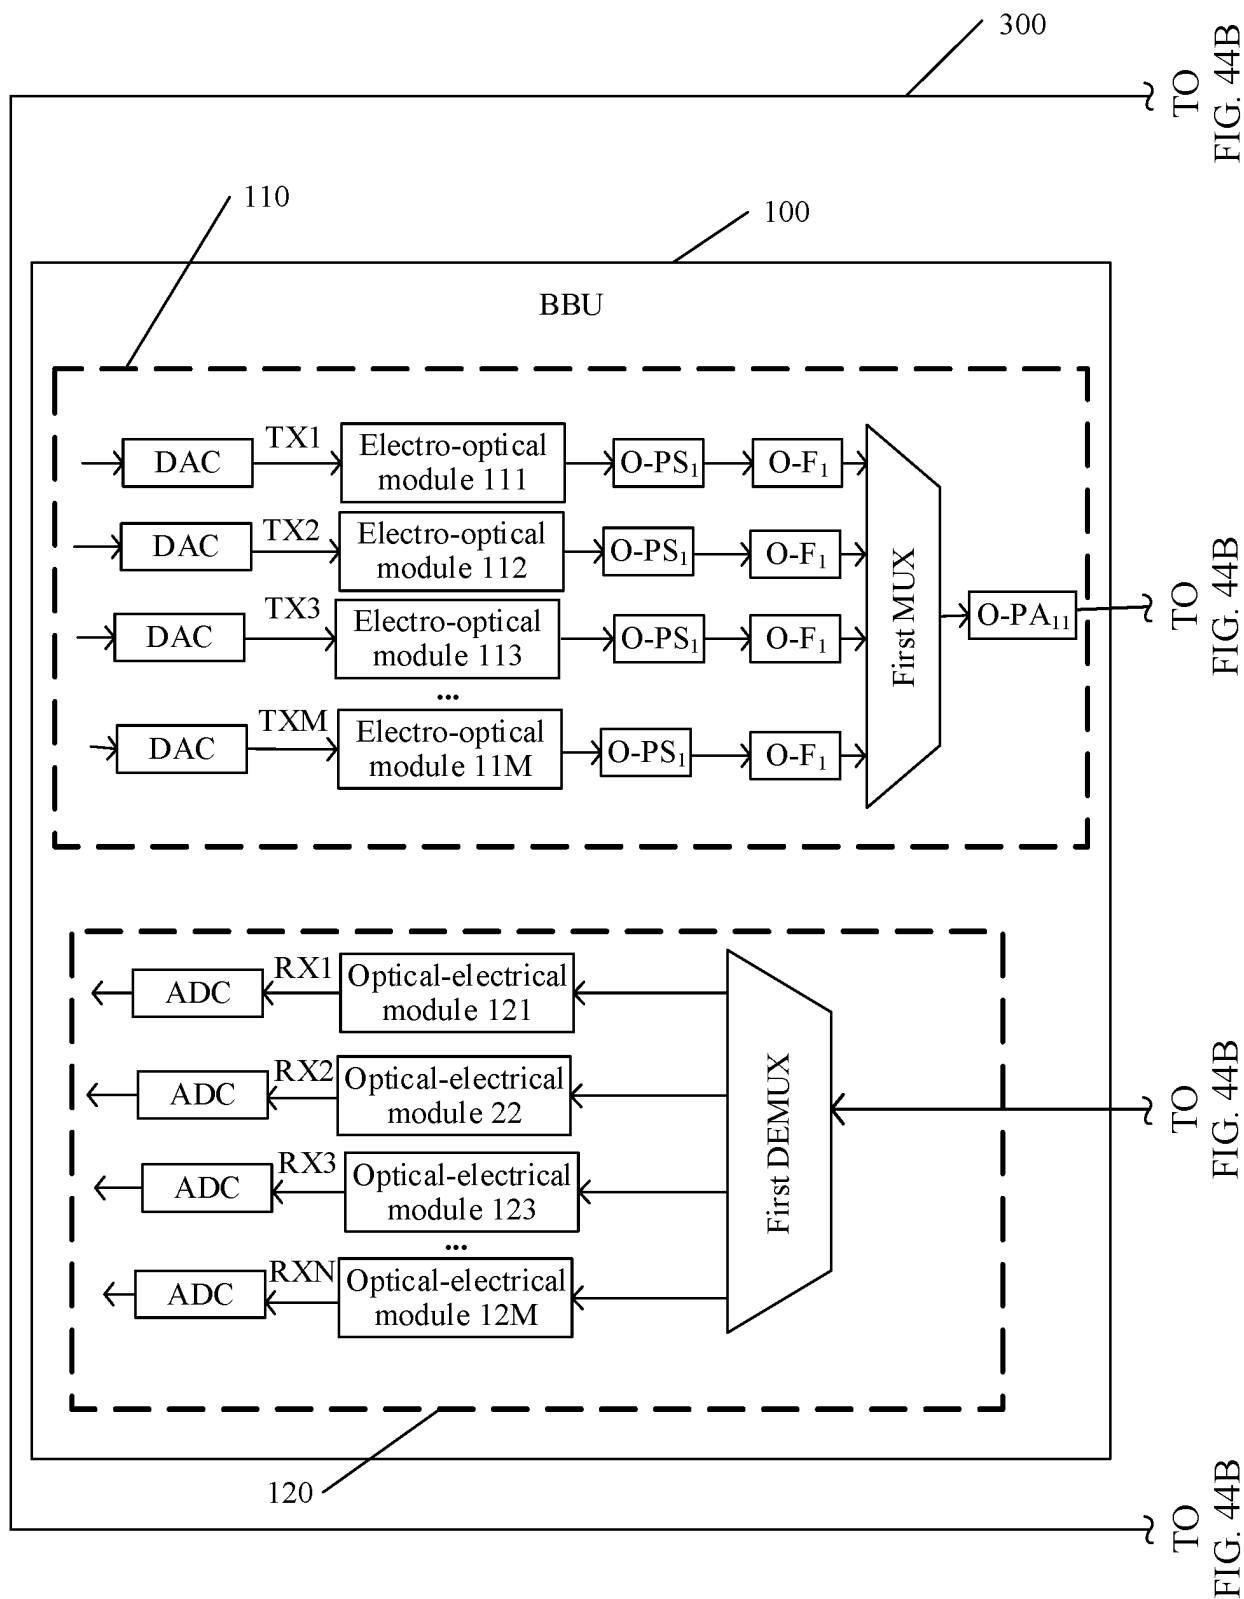 300
TO
FIG. 44B
110
100
BBU
DAC
TX1
Electro-optical
module 111
O-PS1
O-F1
DAC
TX2
Electro-optical
module 112
O-PS1
O-F1
DAC
TX3
Electro-optical
module 113
O-PS1
O-F1
...
DAC
TXM
Electro-optical
module 11M
O-PS1
O-F1
First MUX
O-PA11
TO
FIG. 44B
ADC
RX1
Optical-electrical
module 121
ADC
RX2
Optical-electrical
module 22
ADC
RX3
Optical-electrical
module 123
...
ADC
RXN
Optical-electrical
module 12M
First DEMUX
TO
FIG. 44B
120
TO
FIG. 44B